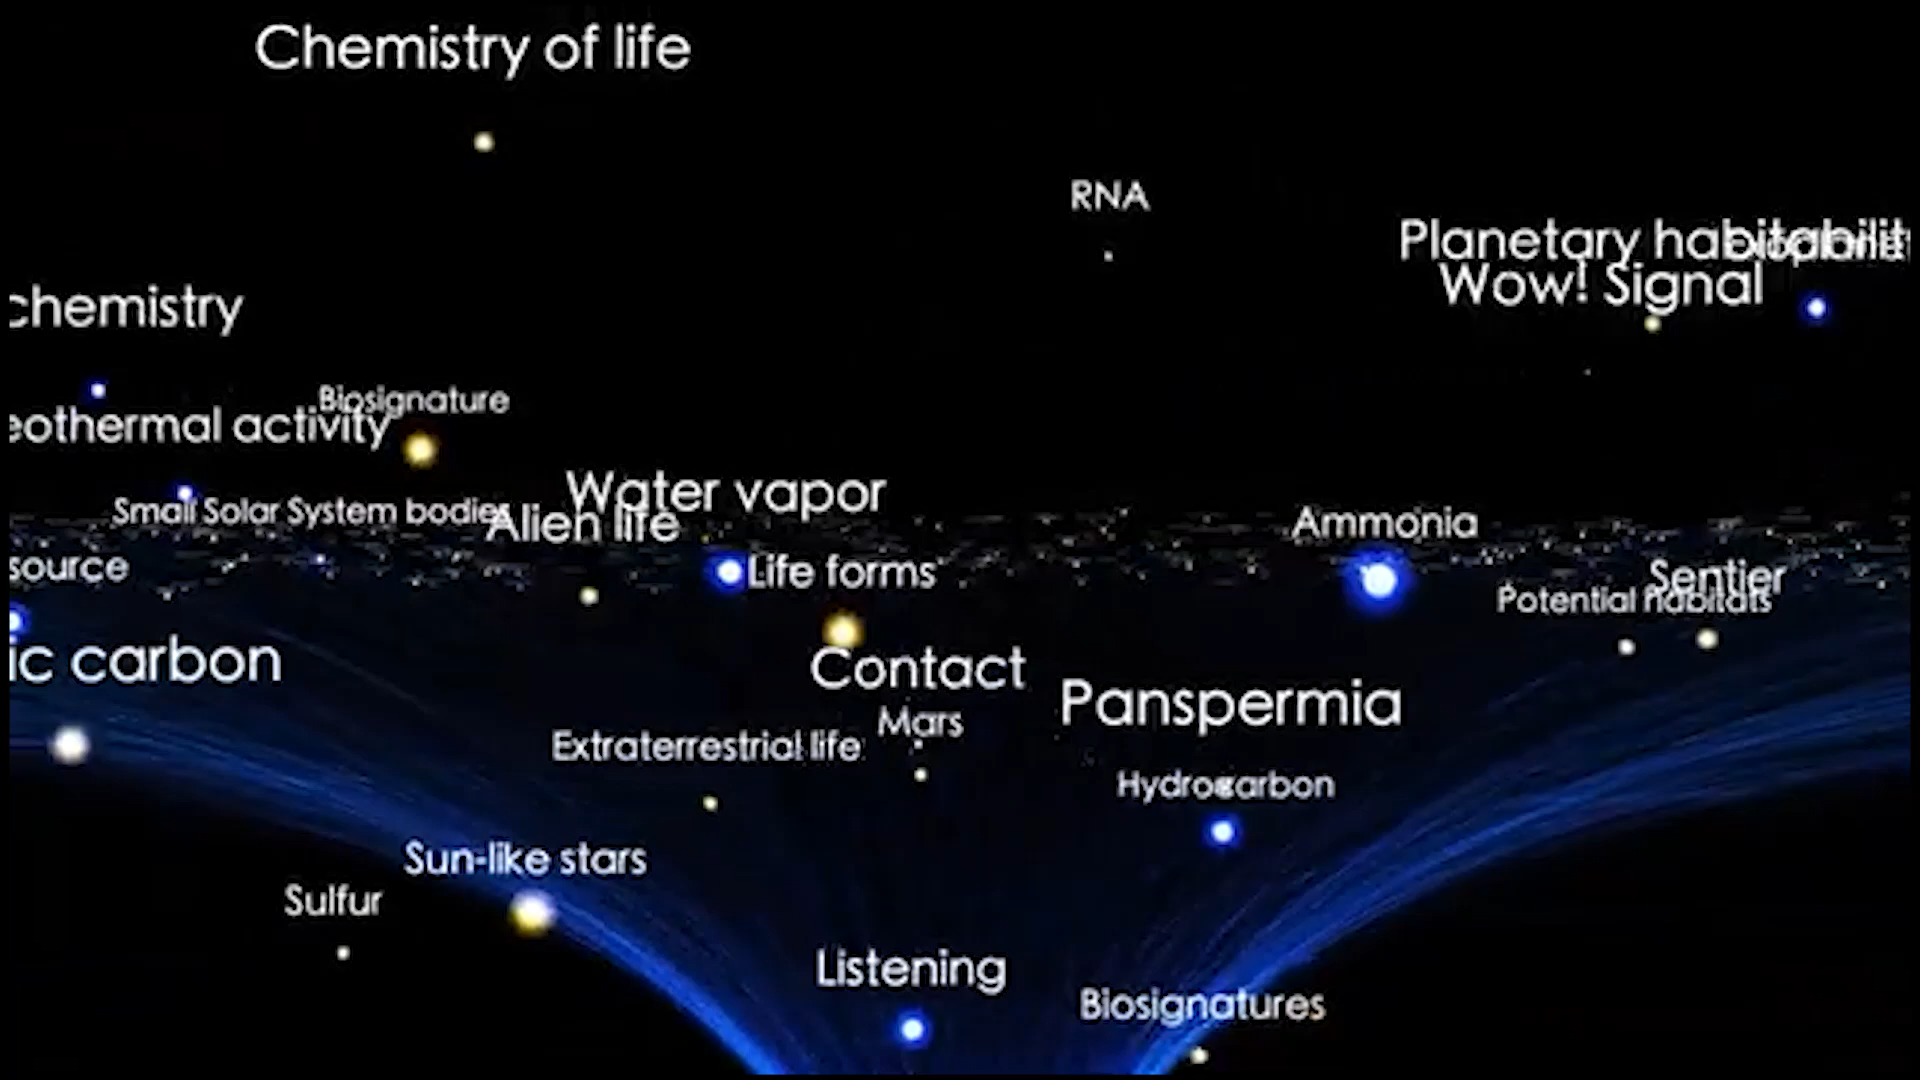 Chemistry of life
RNA
Planetary habitabilit
Wow! Signal
chemistry
Biosignature
eothermal activity
Water vapor
Small Solar System bodies
Alien life
Ammonia
source
Life forms
Sentier
Potential habitats
ic carbon
Contact
Panspermia
Mars
Extraterrestrial life
Hydrocarbon
Sun-like stars
Sulfur
Listening
Biosignatures